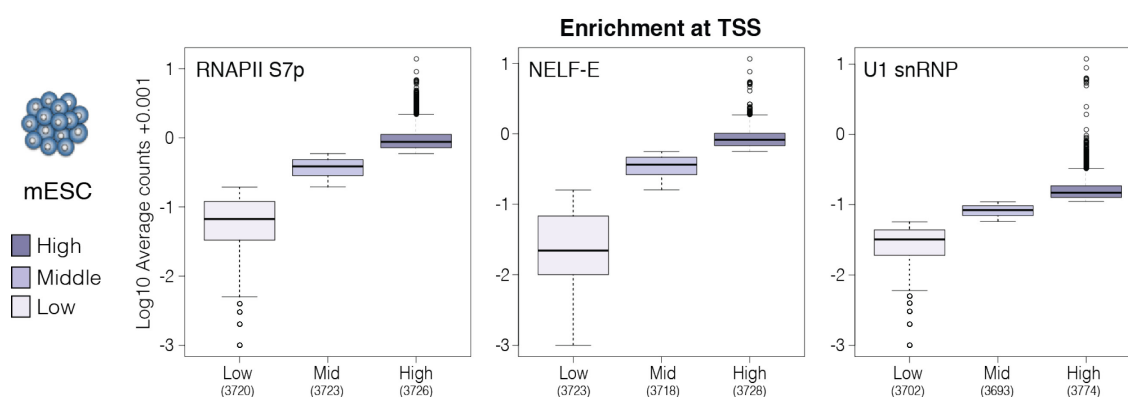 Enrichment at TSS
mESC
High
Middle
Low
Log10 Average counts +0.001
RNAPII S7p
1
0
-1
-2
-3
Low Mid High
(3720) (3723) (3726)
NELF-E
1
0
-1
-2
-3
Low Mid High
(3723) (3718) (3728)
U1 snRNP
1
0
-1
-2
-3
Low Mid High
(3702) (3693) (3774)